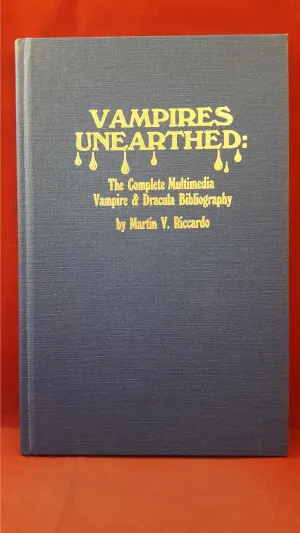 VAMPIRES
UNEARTHED:
The Complete Multimedia
Vampire & Dracula Bibliography
by Martin V. Riccardo